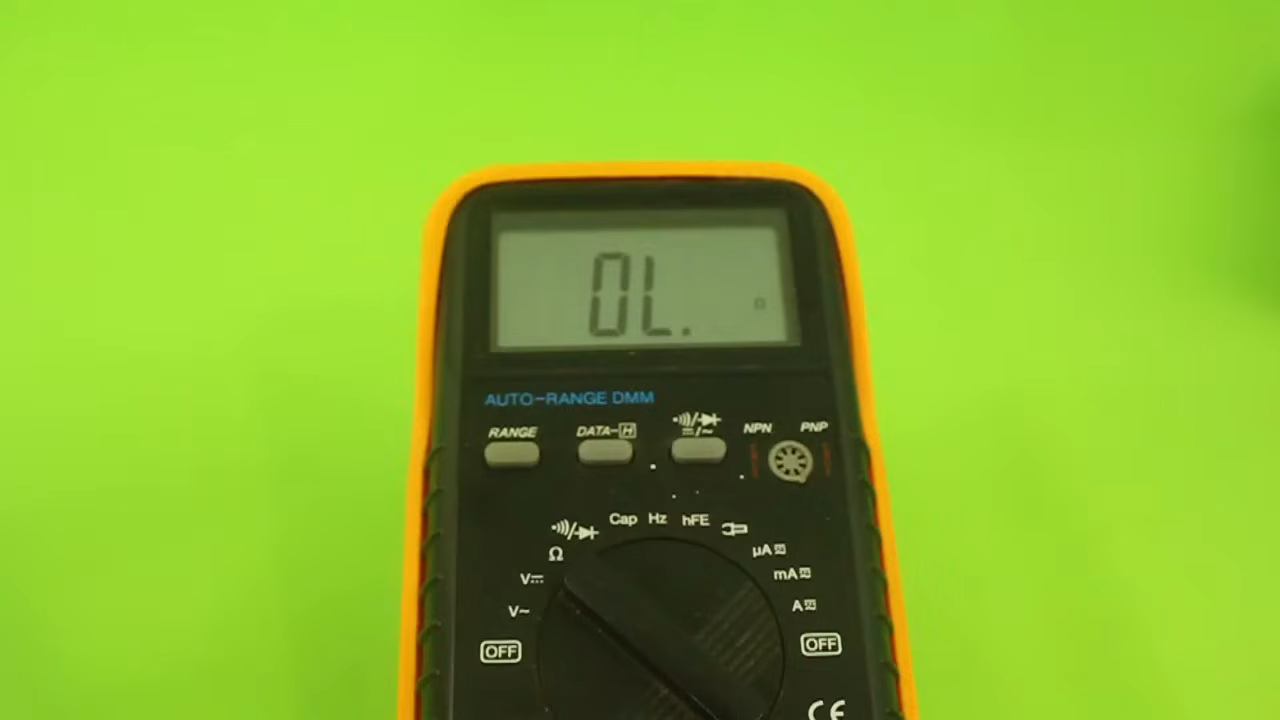 OL.
AUTO-RANGE DMM
RANGE DATA-H NPN PNP
Cap Hz hFE
Ω µA
V mA
V~ A
OFF OFF
CE